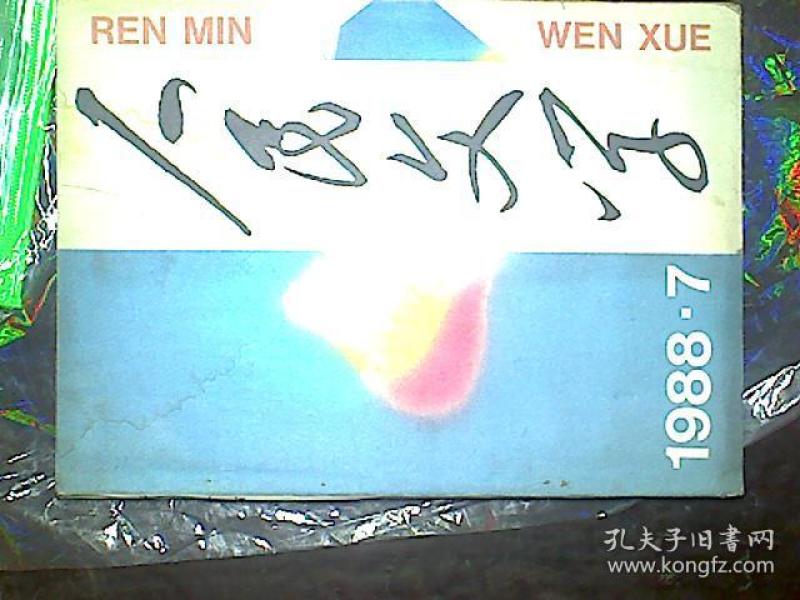 REN MIN WEN XUE
人民文学
1988·7
孔夫子旧書网
www.kongfz.com